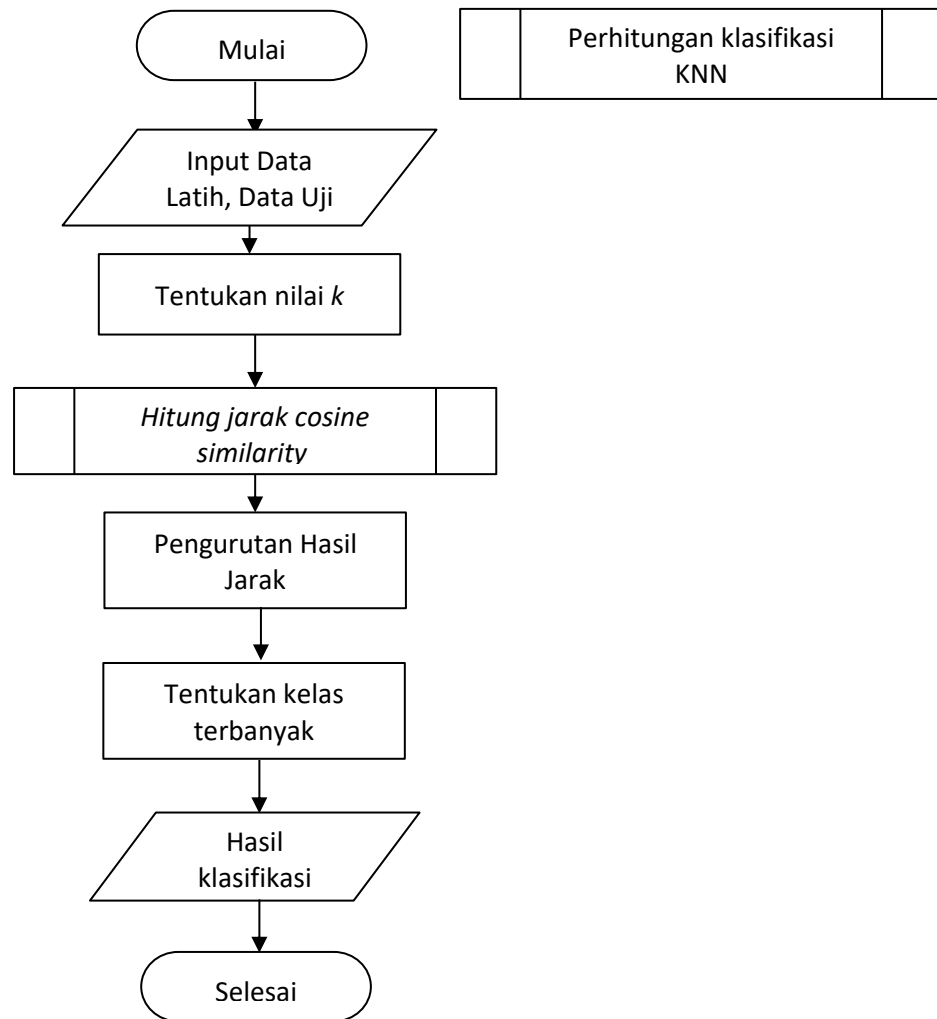 Mulai
Perhitungan klasifikasi
KNN
Input Data
Latih, Data Uji
Tentukan nilai k
Hitung jarak cosine
similarity
Pengurutan Hasil
Jarak
Tentukan kelas
terbanyak
Hasil
klasifikasi
Selesai